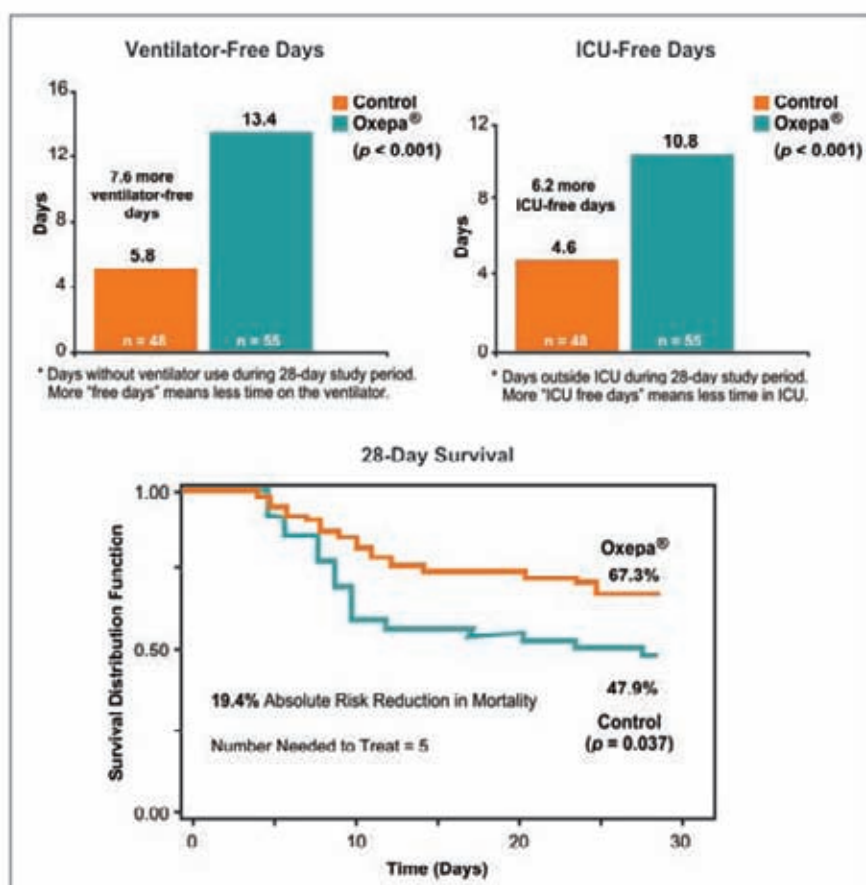 Ventilator-Free Days
16
12
8
4
0
Days
Control
Oxepa®
(p < 0.001)
13.4
7.6 more
ventilator-free
days
5.8
n = 48
n = 55
* Days without ventilator use during 28-day study period.
More “free days” means less time on the ventilator.
ICU-Free Days
12
8
4
0
Days
Control
Oxepa®
(p < 0.001)
10.8
6.2 more
ICU-free days
4.6
n = 48
n = 55
* Days outside ICU during 28-day study period.
More “ICU free days” means less time in ICU.
28-Day Survival
1.00
0.50
0.00
Survival Distribution Function
Oxepa®
67.3%
47.9%
Control
(p = 0.037)
19.4% Absolute Risk Reduction in Mortality
Number Needed to Treat = 5
0
10
20
30
Time (Days)